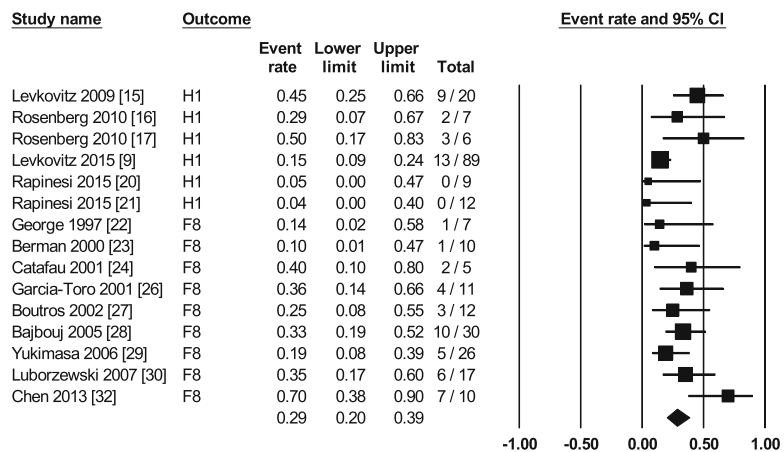 Study name Outcome Event rate and 95% CI
Event rate Lower limit Upper limit Total
Levkovitz 2009 [15] H1 0.45 0.25 0.66 9 / 20
Rosenberg 2010 [16] H1 0.29 0.07 0.67 2 / 7
Rosenberg 2010 [17] H1 0.50 0.17 0.83 3 / 6
Levkovitz 2015 [9] H1 0.15 0.09 0.24 13 / 89
Rapinesi 2015 [20] H1 0.05 0.00 0.47 0 / 9
Rapinesi 2015 [21] H1 0.04 0.00 0.40 0 / 12
George 1997 [22] F8 0.14 0.02 0.58 1 / 7
Berman 2000 [23] F8 0.10 0.01 0.47 1 / 10
Catafau 2001 [24] F8 0.40 0.10 0.80 2 / 5
Garcia-Toro 2001 [26] F8 0.36 0.14 0.66 4 / 11
Boutros 2002 [27] F8 0.25 0.08 0.55 3 / 12
Bajbouj 2005 [28] F8 0.33 0.19 0.52 10 / 30
Yukimasa 2006 [29] F8 0.19 0.08 0.39 5 / 26
Luborzewski 2007 [30] F8 0.35 0.17 0.60 6 / 17
Chen 2013 [32] F8 0.70 0.38 0.90 7 / 10
0.29 0.20 0.39
-1.00 -0.50 0.00 0.50 1.00